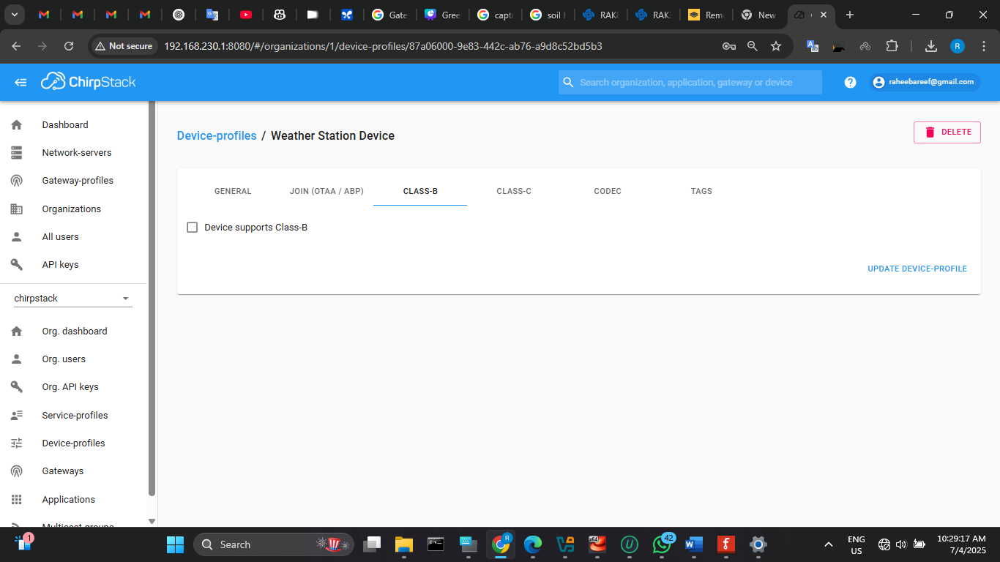 Gate
Gree
capt
soil
RAK
RAK
Rem
New
Not secure
192.168.230.1:8080/#/organizations/1/device-profiles/87a06000-9e83-442c-ab76-a9d8c52bd5b3
R
ChirpStack
Search organization, application, gateway or device
?
raheebareef@gmail.com
Dashboard
Network-servers
Gateway-profiles
Organizations
All users
API keys
chirpstack
Org. dashboard
Org. users
Org. API keys
Service-profiles
Device-profiles
Gateways
Applications
Multicast-groups
Device-profiles / Weather Station Device
DELETE
GENERAL
JOIN (OTAA / ABP)
CLASS-B
CLASS-C
CODEC
TAGS
Device supports Class-B
UPDATE DEVICE-PROFILE
1
Search
R
42
ENG
US
10:29:17 AM
7/4/2025